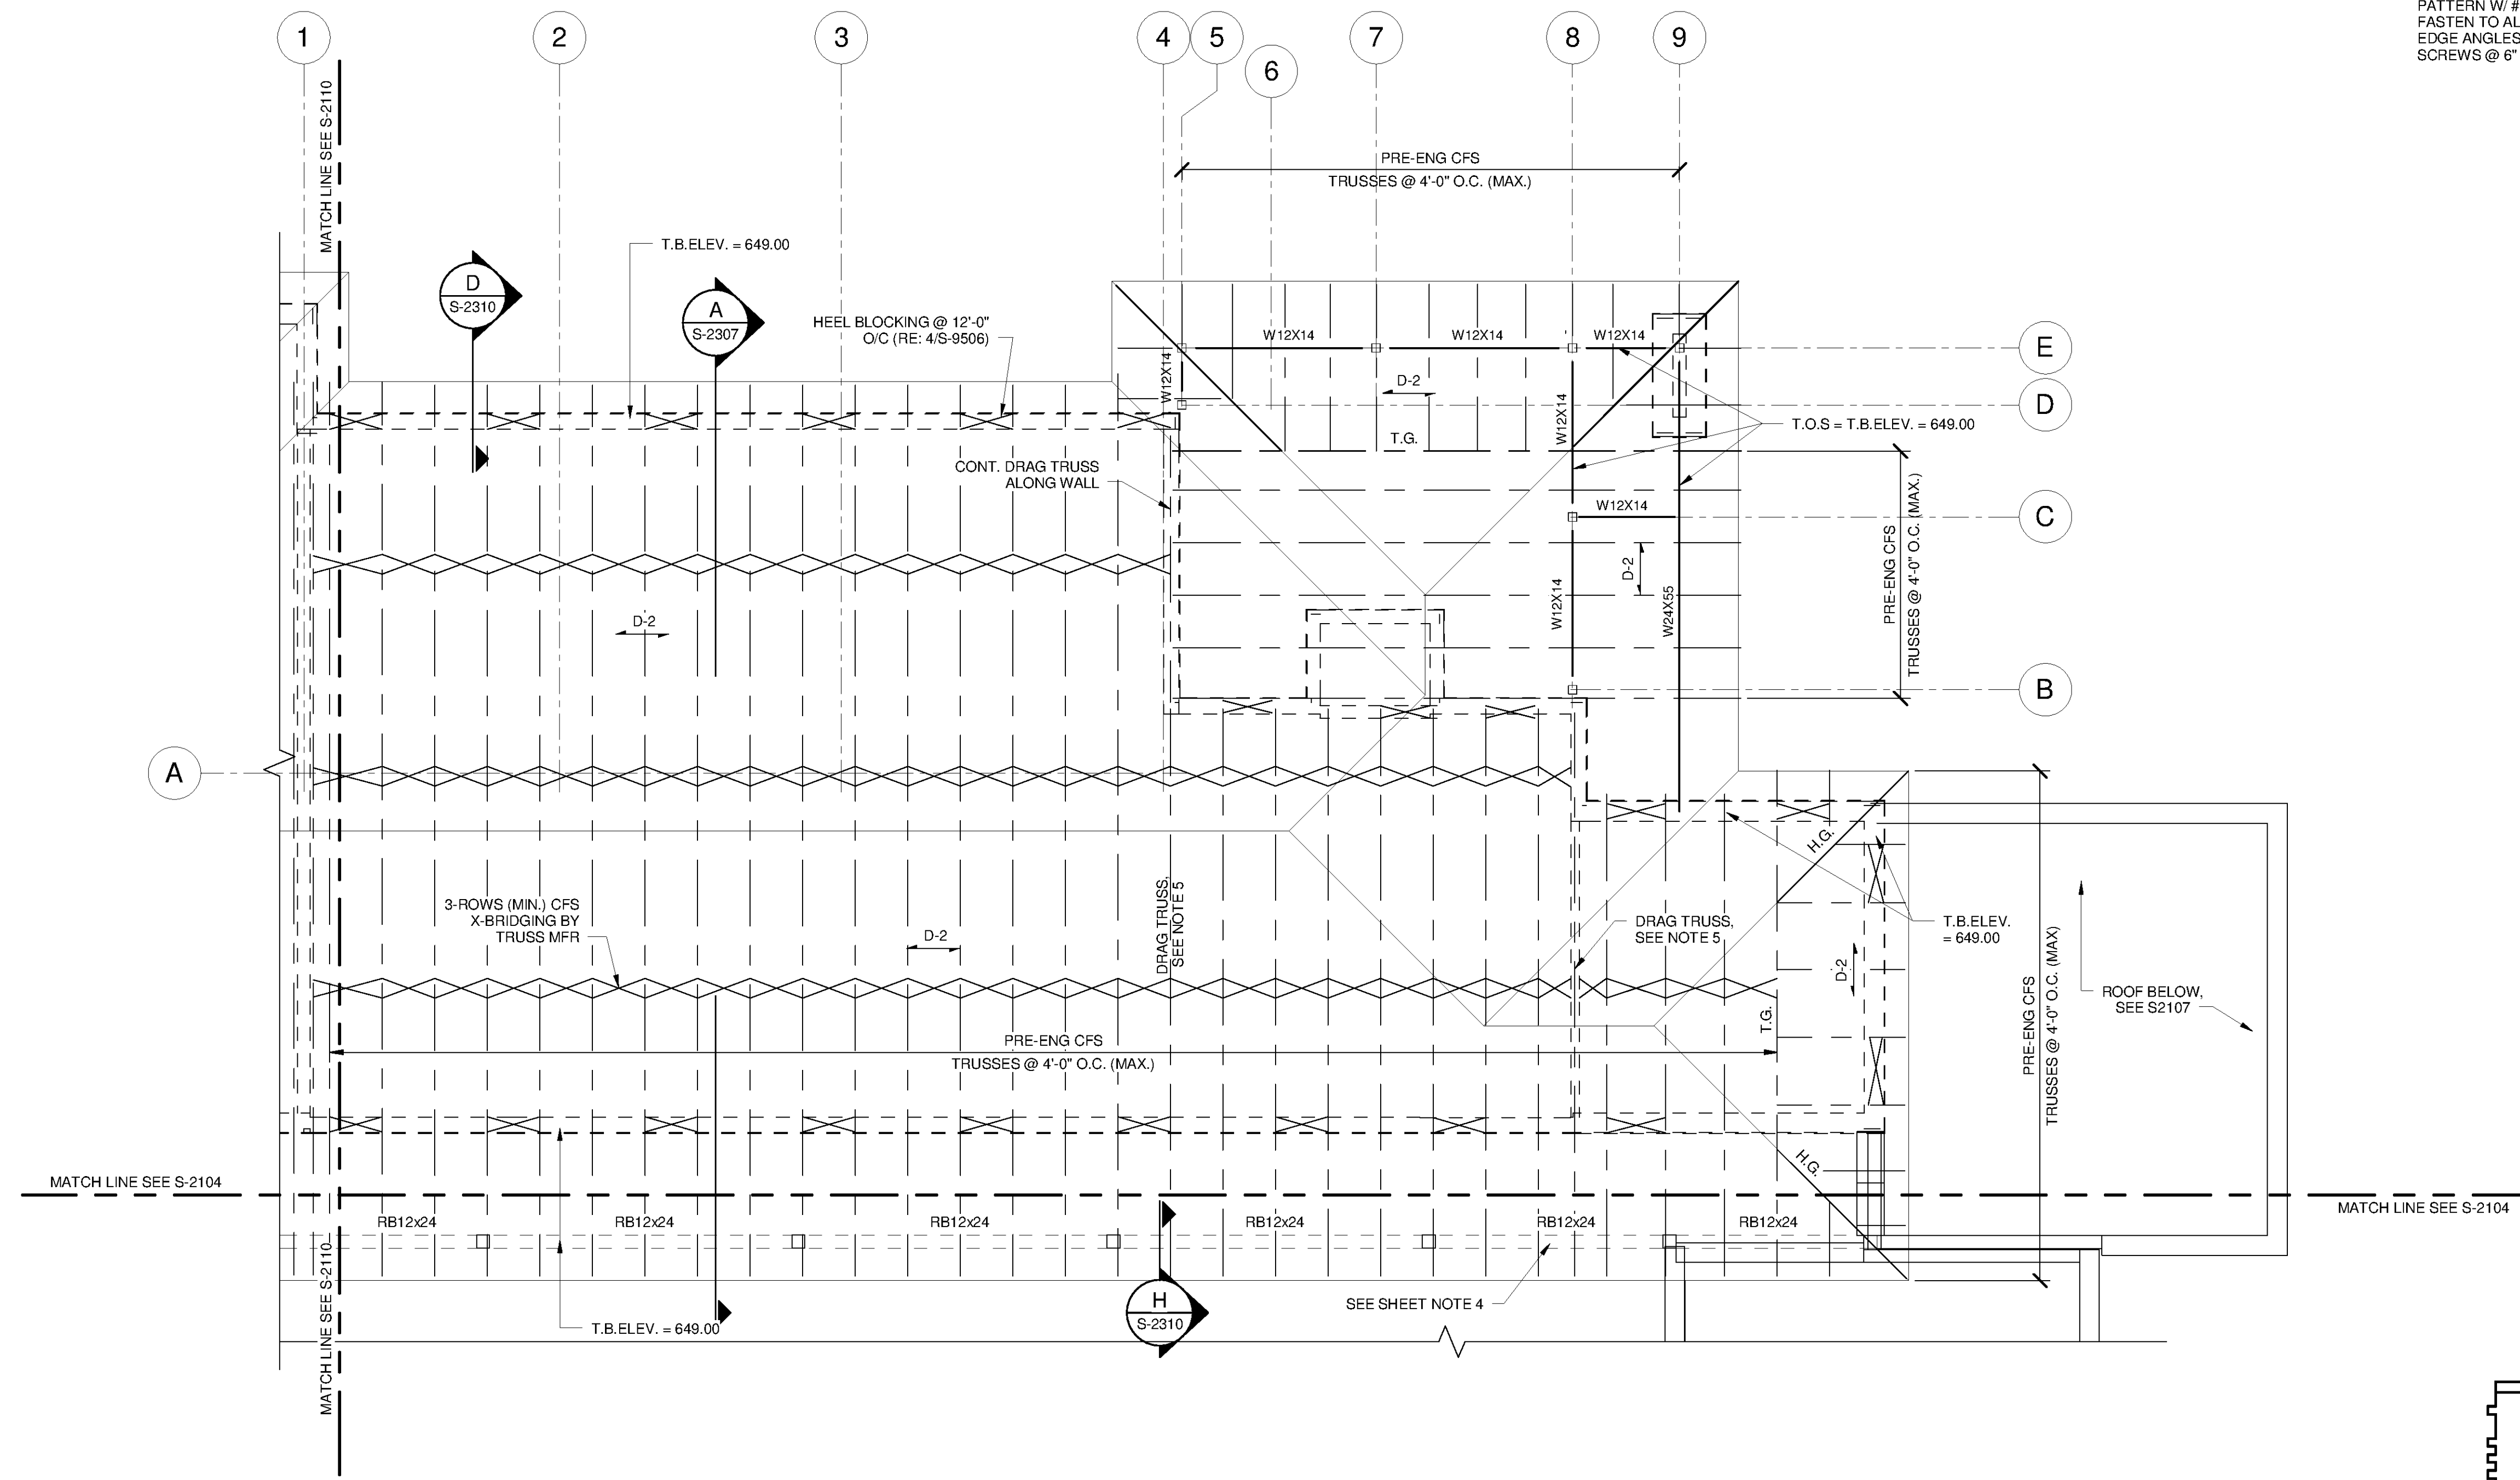 PATTERN W/ #
FASTEN TO AL
EDGE ANGLES
SCREWS @ 6"
1
2
3
4
5
6
7
8
9
MATCH LINE SEE S-2110
PRE-ENG CFS
TRUSSES @ 4'-0" O.C. (MAX.)
T.B.ELEV. = 649.00
D
S-2310
A
S-2307
HEEL BLOCKING @ 12'-0"
O/C (RE: 4/S-9506)
W12X14
W12X14
W12X14
W12X14
W12X14
D-2
T.G.
E
D
T.O.S = T.B.ELEV. = 649.00
CONT. DRAG TRUSS
ALONG WALL
W12X14
C
D-2
W12X14
W24X55
PRE-ENG CFS
TRUSSES @ 4'-0" O.C. (MAX.)
D-2
B
A
H.G.
3-ROWS (MIN.) CFS
X-BRIDGING BY
TRUSS MFR
D-2
DRAG TRUSS,
SEE NOTE 5
DRAG TRUSS,
SEE NOTE 5
D-2
T.B.ELEV.
= 649.00
PRE-ENG CFS
TRUSSES @ 4'-0" O.C. (MAX)
ROOF BELOW,
SEE S2107
T.G.
PRE-ENG CFS
TRUSSES @ 4'-0" O.C. (MAX.)
H.G.
MATCH LINE SEE S-2104
MATCH LINE SEE S-2104
RB12x24
RB12x24
RB12x24
RB12x24
RB12x24
RB12x24
MATCH LINE SEE S-2110
H
S-2310
SEE SHEET NOTE 4
T.B.ELEV. = 649.00